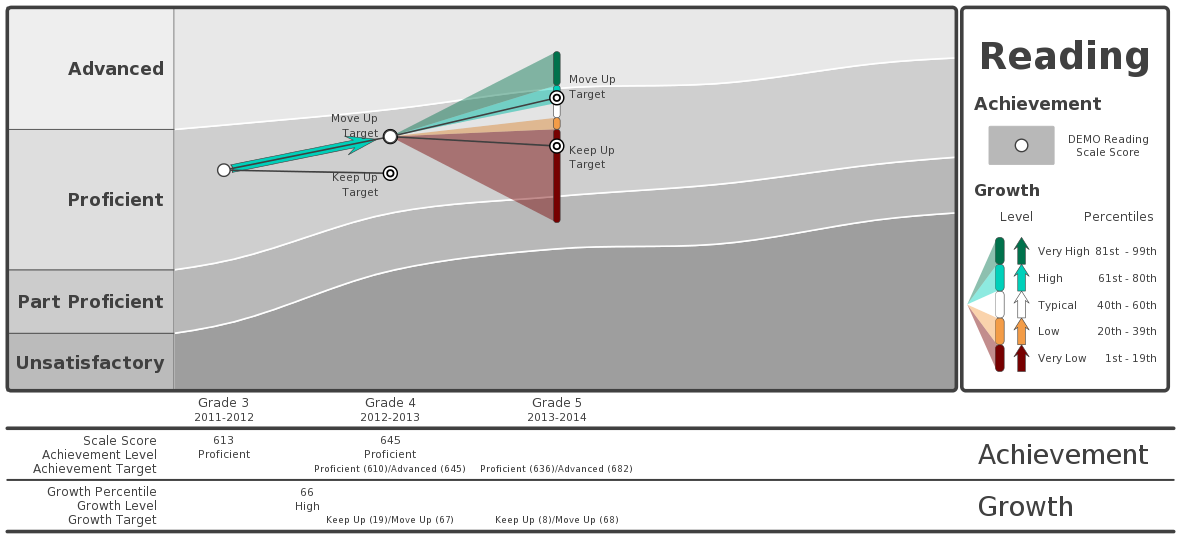 Advanced
Proficient
Part Proficient
Unsatisfactory
Move Up
Target
Keep Up
Target
Move Up
Target
Keep Up
Target
Reading
Achievement
DEMO Reading
Scale Score
Growth
Level Percentiles
Very High 81st - 99th
High 61st - 80th
Typical 40th - 60th
Low 20th - 39th
Very Low 1st - 19th
Grade 3 Grade 4 Grade 5
2011-2012 2012-2013 2013-2014
Scale Score 613 645
Achievement Level Proficient Proficient
Achievement Target Proficient (610)/Advanced (645) Proficient (636)/Advanced (682)
Achievement
Growth Percentile 66
Growth Level High
Growth Target Keep Up (19)/Move Up (67) Keep Up (8)/Move Up (68)
Growth